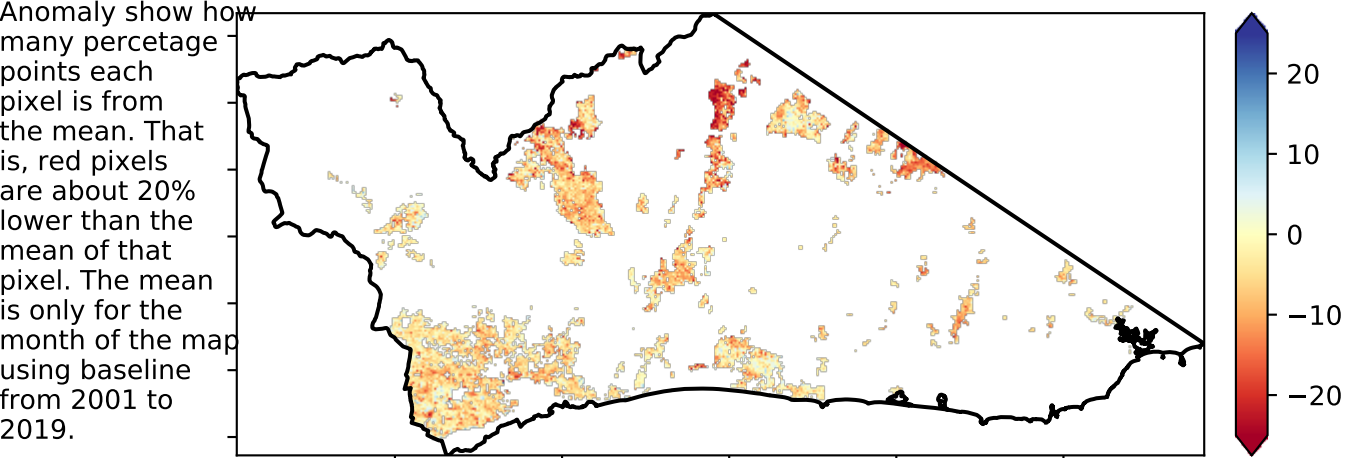 Anomaly show how
many percetage
points each
pixel is from
the mean. That
is, red pixels
are about 20%
lower than the
mean of that
pixel. The mean
is only for the
month of the map
using baseline
from 2001 to
2019.
20
10
0
−10
−20